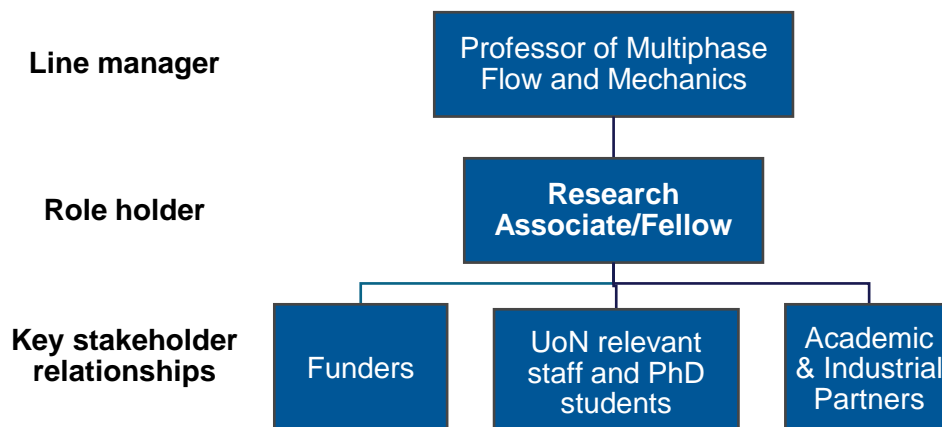 Line manager
Professor of Multiphase
Flow and Mechanics
Role holder
Research
Associate/Fellow
Key stakeholder
relationships
Funders
UoN relevant
staff and PhD
students
Academic
& Industrial
Partners